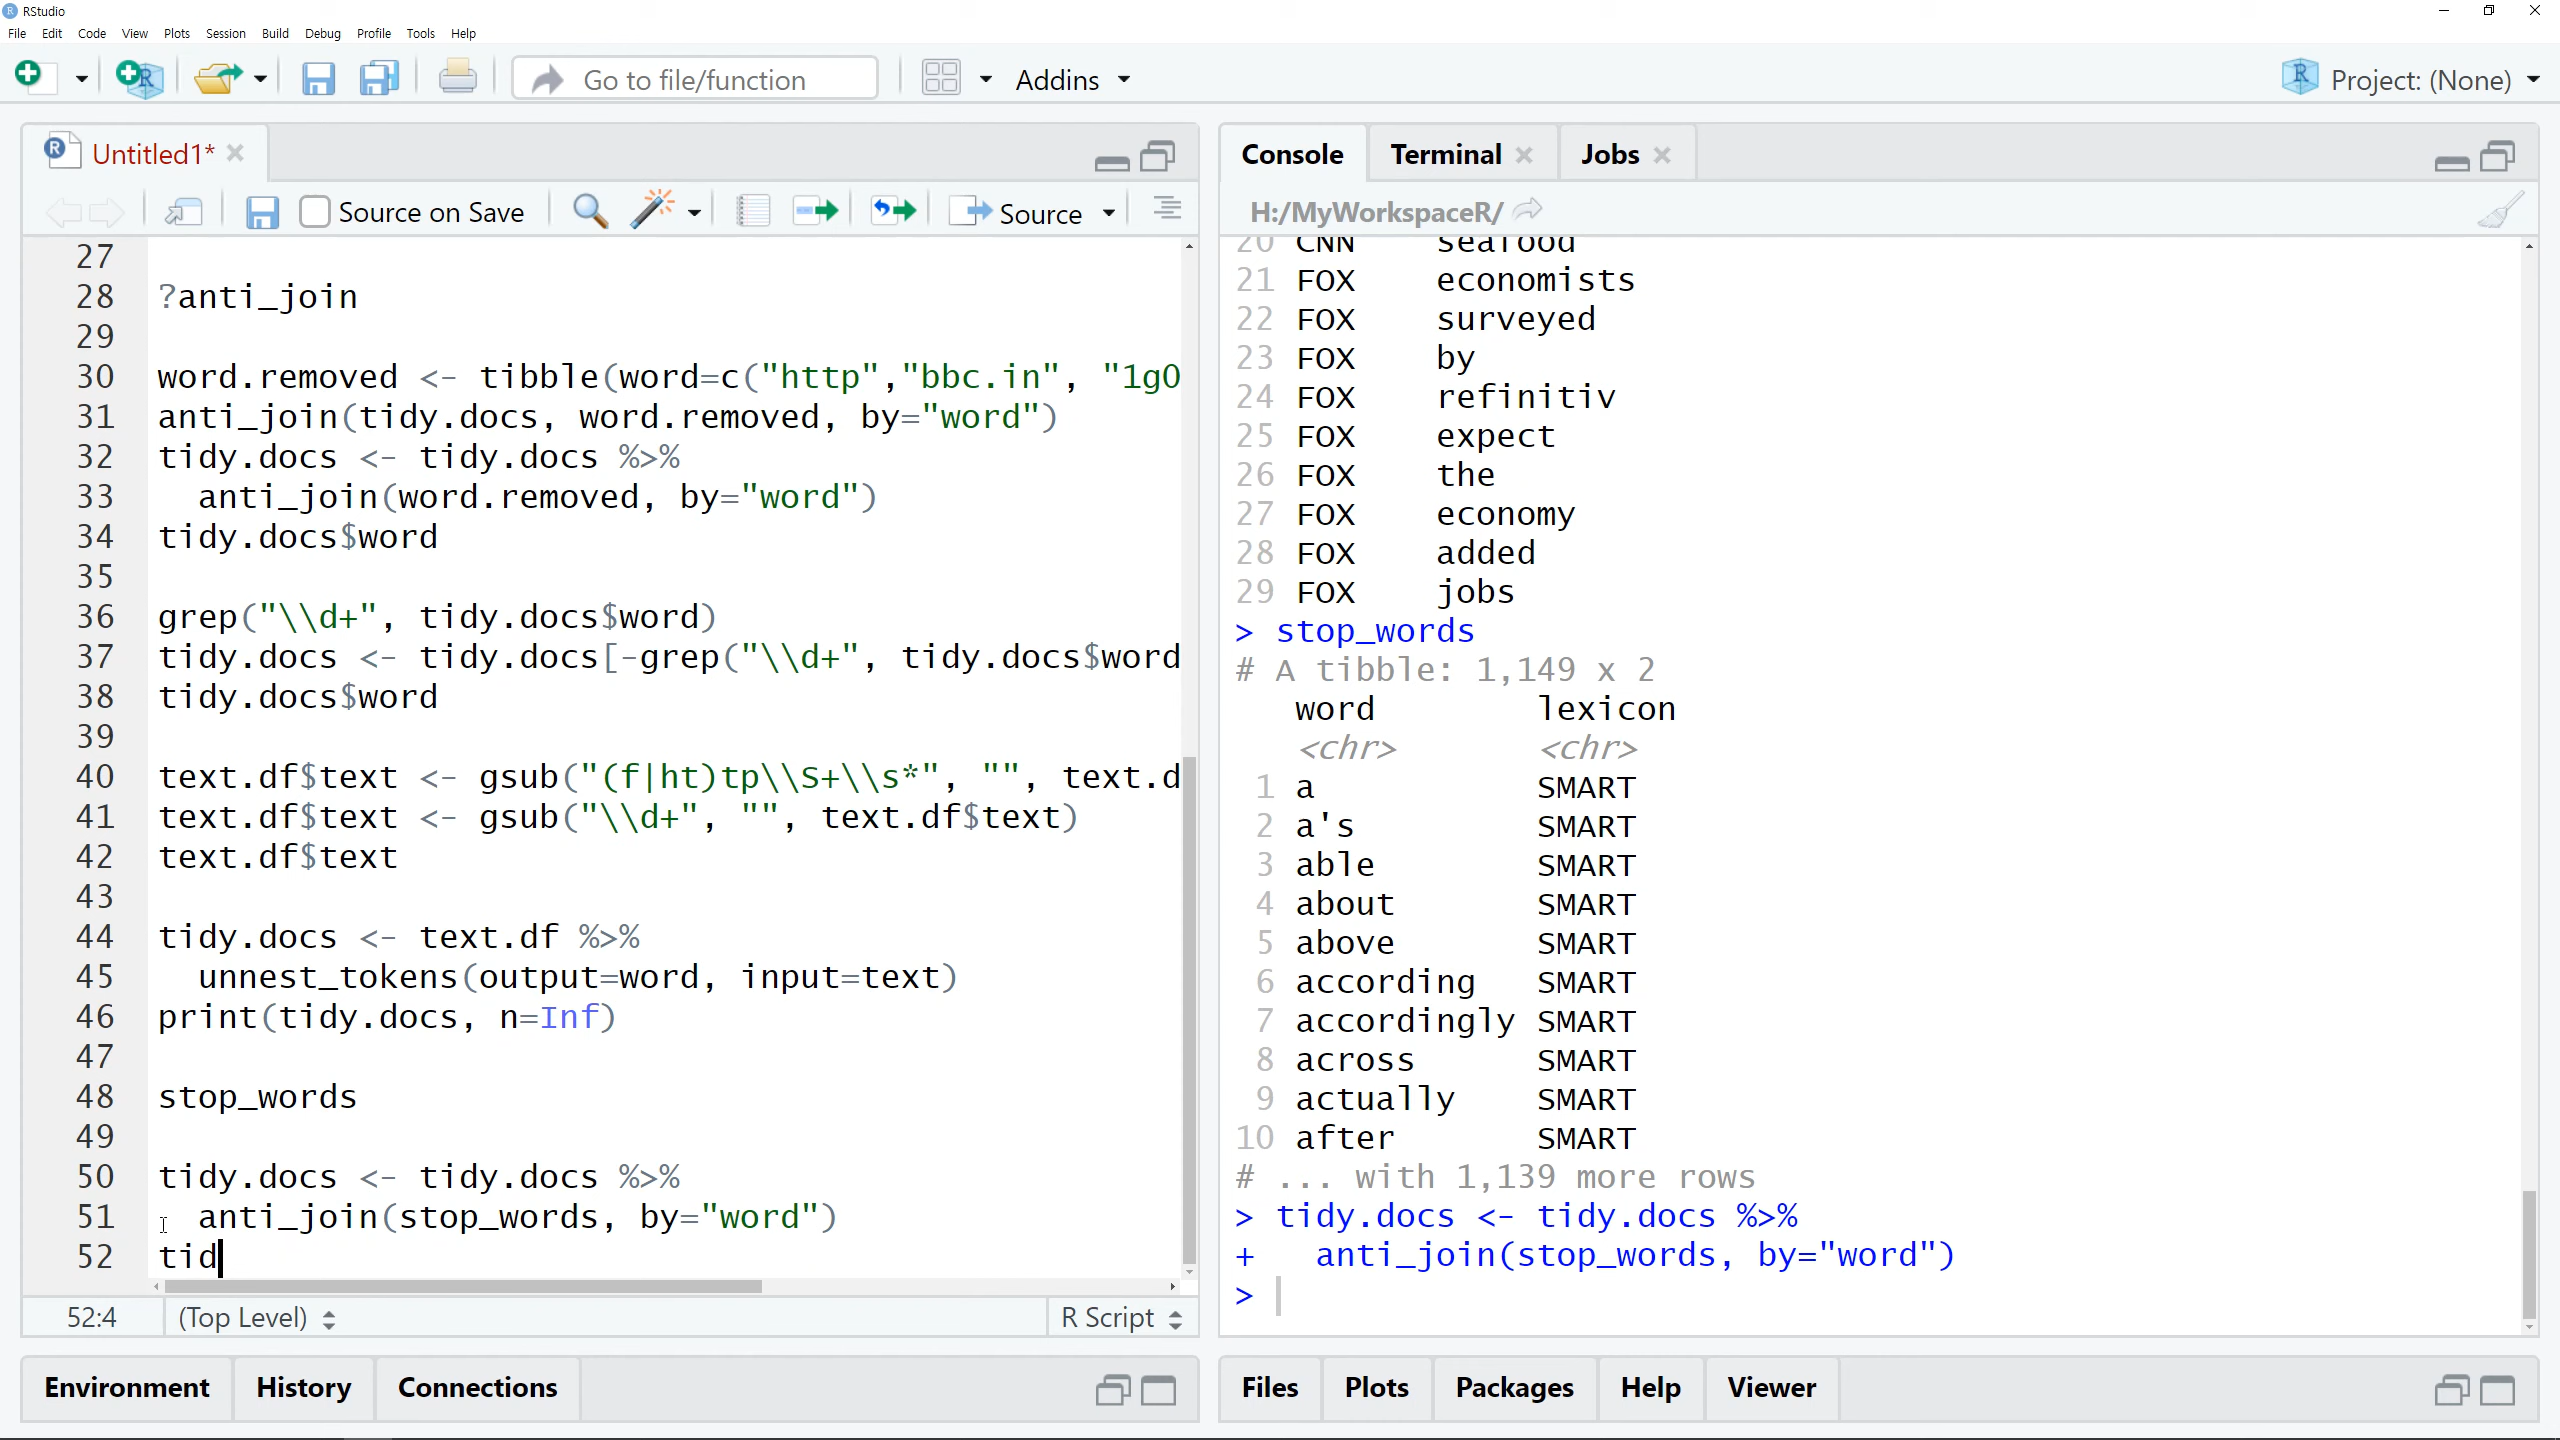 RStudio
File Edit Code View Plots Session Build Debug Profile Tools Help
Go to file/function Addins Project: (None)
Untitled1*
Source on Save Source
27
28 ?anti_join
29
30 word.removed <- tibble(word=c("http","bbc.in", "1g0
31 anti_join(tidy.docs, word.removed, by="word")
32 tidy.docs <- tidy.docs %>%
33 anti_join(word.removed, by="word")
34 tidy.docs$word
35
36 grep("\\d+", tidy.docs$word)
37 tidy.docs <- tidy.docs[-grep("\\d+", tidy.docs$word
38 tidy.docs$word
39
40 text.df$text <- gsub("(f|ht)tp\\S+\\s*", "", text.d
41 text.df$text <- gsub("\\d+", "", text.df$text)
42 text.df$text
43
44 tidy.docs <- text.df %>%
45 unnest_tokens(output=word, input=text)
46 print(tidy.docs, n=Inf)
47
48 stop_words
49
50 tidy.docs <- tidy.docs %>%
51 anti_join(stop_words, by="word")
52 tid
52:4 (Top Level) R Script
Environment History Connections
Console Terminal Jobs
H:/MyWorkspaceR/
20 CNN seafood
21 FOX economists
22 FOX surveyed
23 FOX by
24 FOX refinitiv
25 FOX expect
26 FOX the
27 FOX economy
28 FOX added
29 FOX jobs
> stop_words
# A tibble: 1,149 x 2
word lexicon
<chr> <chr>
1 a SMART
2 a's SMART
3 able SMART
4 about SMART
5 above SMART
6 according SMART
7 accordingly SMART
8 across SMART
9 actually SMART
10 after SMART
# ... with 1,139 more rows
> tidy.docs <- tidy.docs %>%
+ anti_join(stop_words, by="word")
>
Files Plots Packages Help Viewer